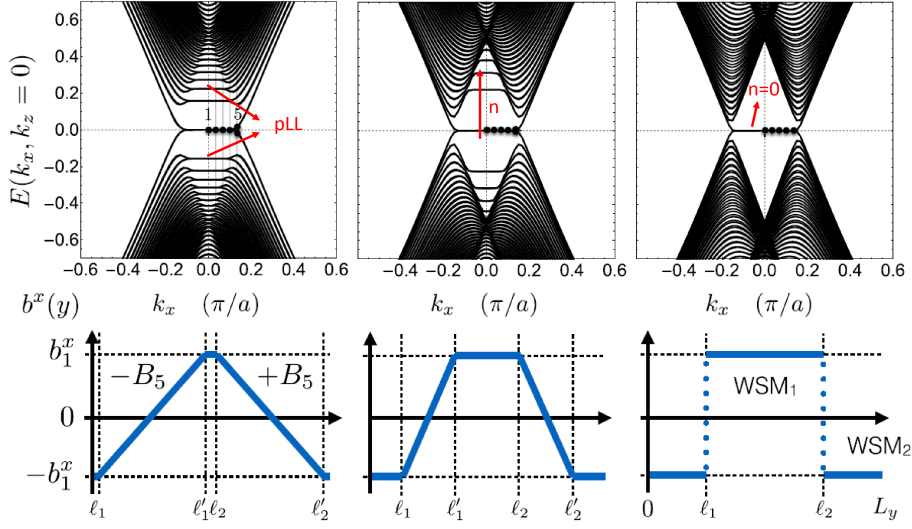 E(k_x, k_z = 0)
0.6
0.4
0.2
0.0
−0.2
−0.4
−0.6
1
5
pLL
n
n=0
−0.6 −0.4 −0.2 0.0 0.2 0.4 0.6
−0.6 −0.4 −0.2 0.0 0.2 0.4 0.6
−0.6 −0.4 −0.2 0.0 0.2 0.4 0.6
k_x (π/a)
k_x (π/a)
k_x (π/a)
b^x(y)
b_1^x
0
−b_1^x
−B_5
+B_5
ℓ_1 ℓ'_1 ℓ_2 ℓ'_2
ℓ_1 ℓ'_1 ℓ_2 ℓ'_2
WSM_1
WSM_2
0 ℓ_1 ℓ_2 L_y